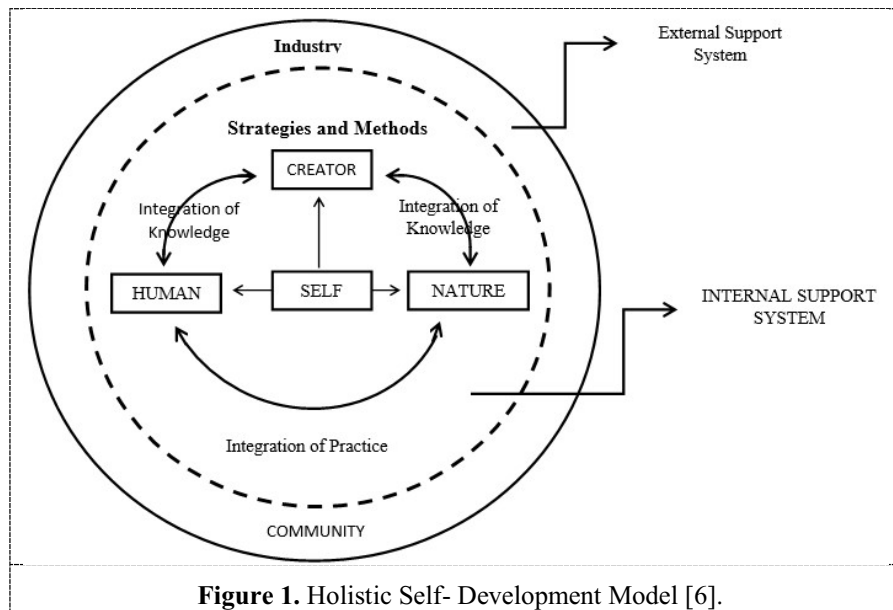 Industry
External Support
System
Strategies and Methods
CREATOR
Integration of
Knowledge
Integration of
Knowledge
HUMAN
SELF
NATURE
INTERNAL SUPPORT
SYSTEM
Integration of Practice
COMMUNITY
Figure 1. Holistic Self- Development Model [6].